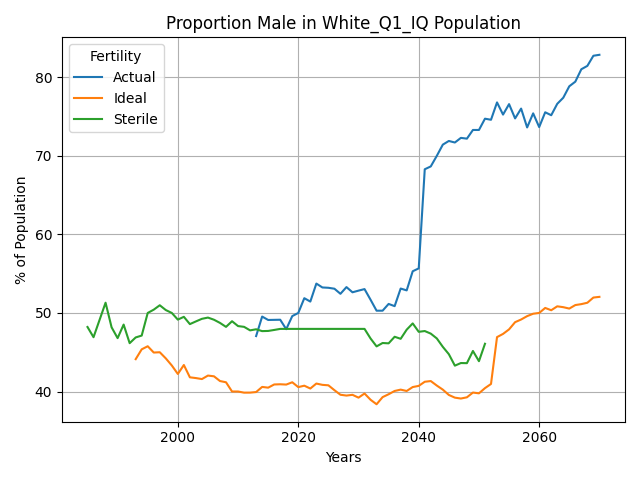 Proportion Male in White_Q1_IQ Population
Fertility
Actual
Ideal
Sterile
80
70
60
50
40
% of Population
2000
2020
2040
2060
Years